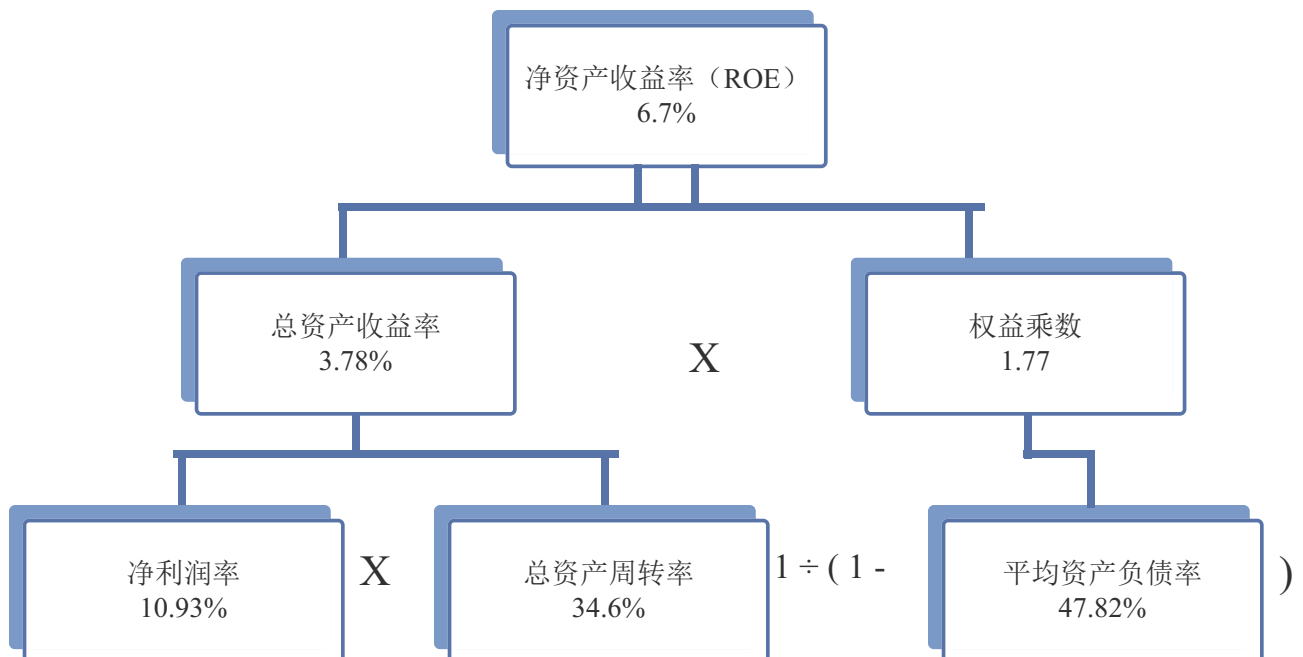 净资产收益率（ROE）
6.7%
总资产收益率
3.78%
X
权益乘数
1.77
净利润率
10.93%
X
总资产周转率
34.6%
1 ÷ ( 1 -
平均资产负债率
47.82%
)